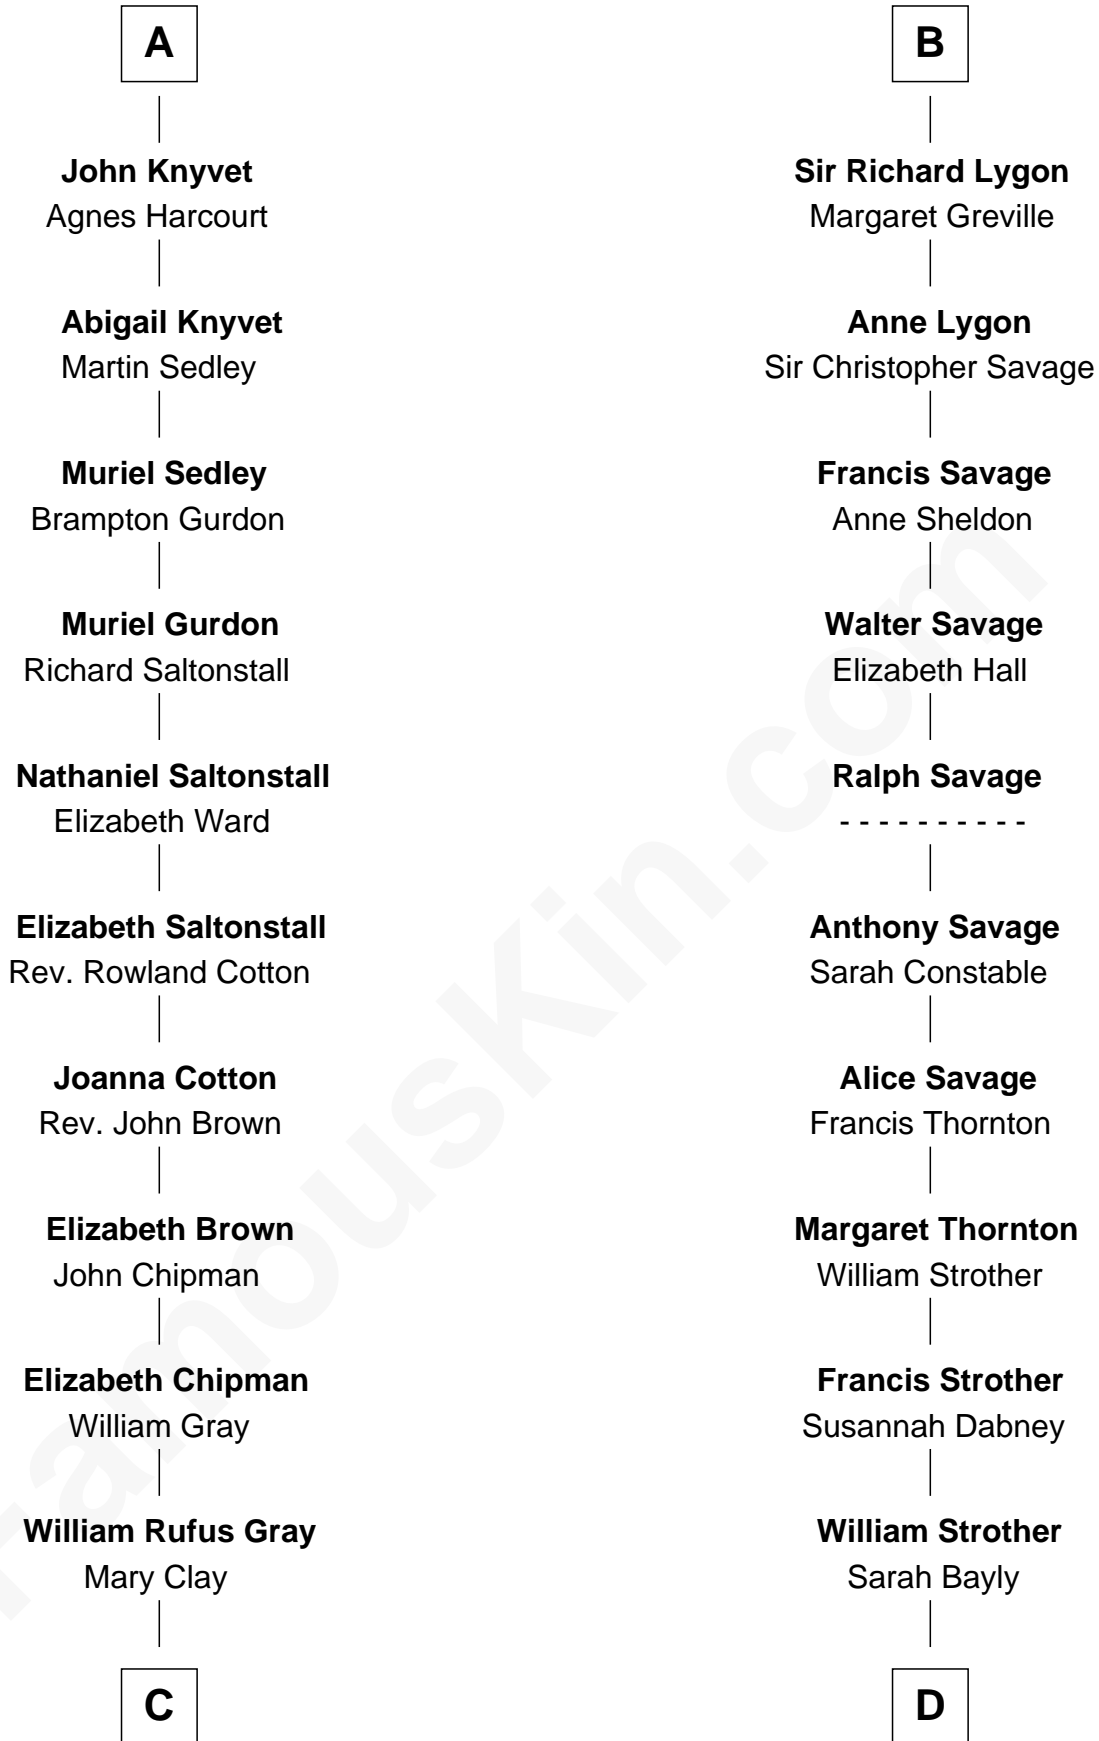 A
John Knyvet
Agnes Harcourt
Abigail Knyvet
Martin Sedley
Muriel Sedley
Brampton Gurdon
Muriel Gurdon
Richard Saltonstall
Nathaniel Saltonstall
Elizabeth Ward
Elizabeth Saltonstall
Rev. Rowland Cotton
Joanna Cotton
Rev. John Brown
Elizabeth Brown
John Chipman
Elizabeth Chipman
William Gray
William Rufus Gray
Mary Clay
C
B
Sir Richard Lygon
Margaret Greville
Anne Lygon
Sir Christopher Savage
Francis Savage
Anne Sheldon
Walter Savage
Elizabeth Hall
Ralph Savage
- - - - - - - - - -
Anthony Savage
Sarah Constable
Alice Savage
Francis Thornton
Margaret Thornton
William Strother
Francis Strother
Susannah Dabney
William Strother
Sarah Bayly
D
FamousKin.com